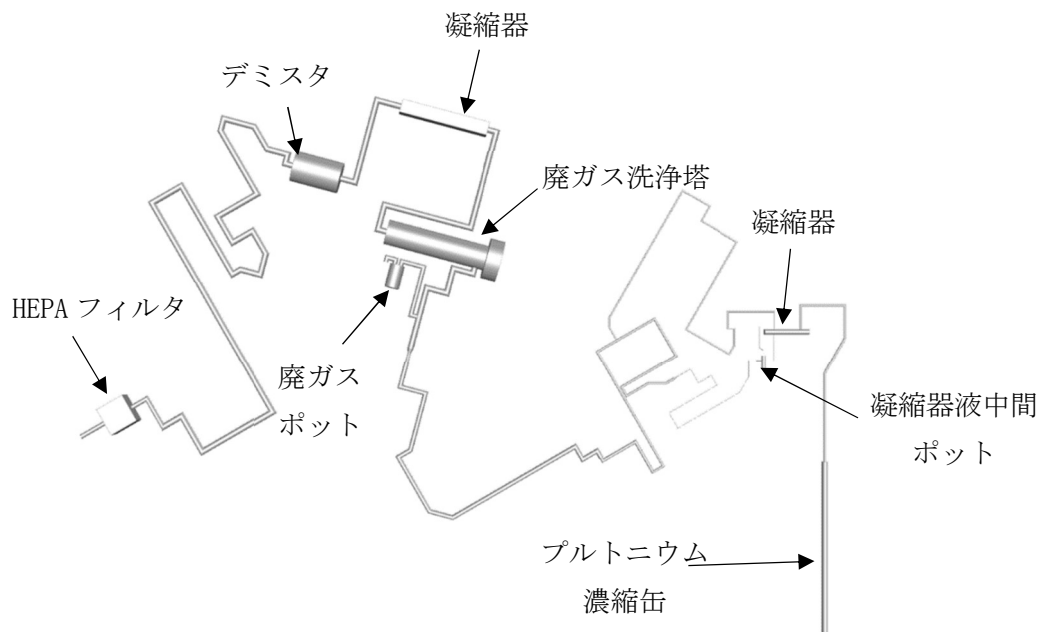 凝縮器
デミスタ
廃ガス洗浄塔
凝縮器
HEPA フィルタ
廃ガス
ポット
凝縮器液中間
ポット
プルトニウム
濃縮缶